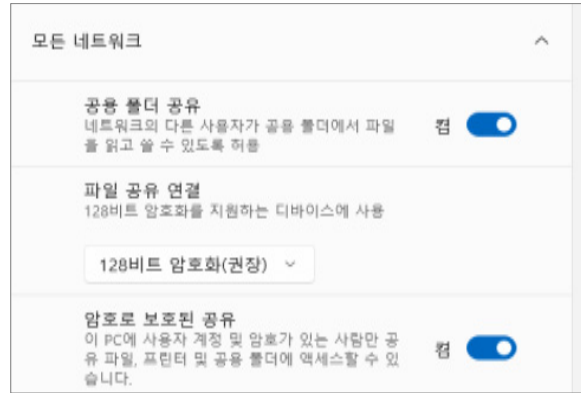 모든 네트워크
공용 폴더 공유
네트워크의 다른 사용자가 공용 폴더에서 파일
을 읽고 쓸 수 있도록 허용
켬
파일 공유 연결
128비트 암호화를 지원하는 디바이스에 사용
128비트 암호화(권장)
암호로 보호된 공유
이 PC에 사용자 계정 및 암호가 있는 사람만 공
유 파일, 프린터 및 공용 폴더에 액세스할 수 있
습니다.
켬